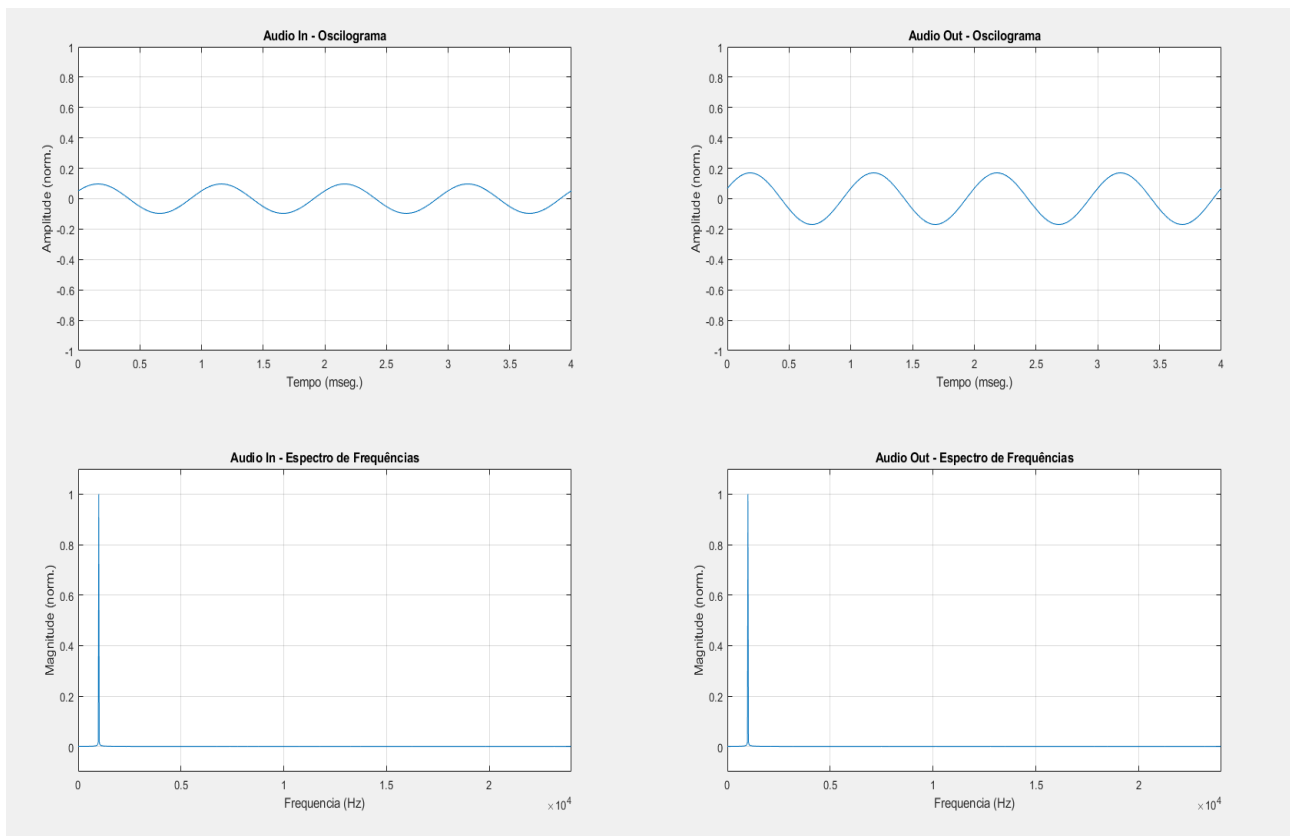 Audio In - Oscilograma
1
0.8
0.6
0.4
0.2
0
-0.2
-0.4
-0.6
-0.8
-1
Amplitude (norm.)
0 0.5 1 1.5 2 2.5 3 3.5 4
Tempo (mseg.)
Audio Out - Oscilograma
1
0.8
0.6
0.4
0.2
0
-0.2
-0.4
-0.6
-0.8
-1
Amplitude (norm.)
0 0.5 1 1.5 2 2.5 3 3.5 4
Tempo (mseg.)
Audio In - Espectro de Frequências
1
0.8
0.6
0.4
0.2
0
Magnitude (norm.)
0 0.5 1 1.5 2
Frequencia (Hz)
×10^4
Audio Out - Espectro de Frequências
1
0.8
0.6
0.4
0.2
0
Magnitude (norm.)
0 0.5 1 1.5 2
Frequencia (Hz)
×10^4